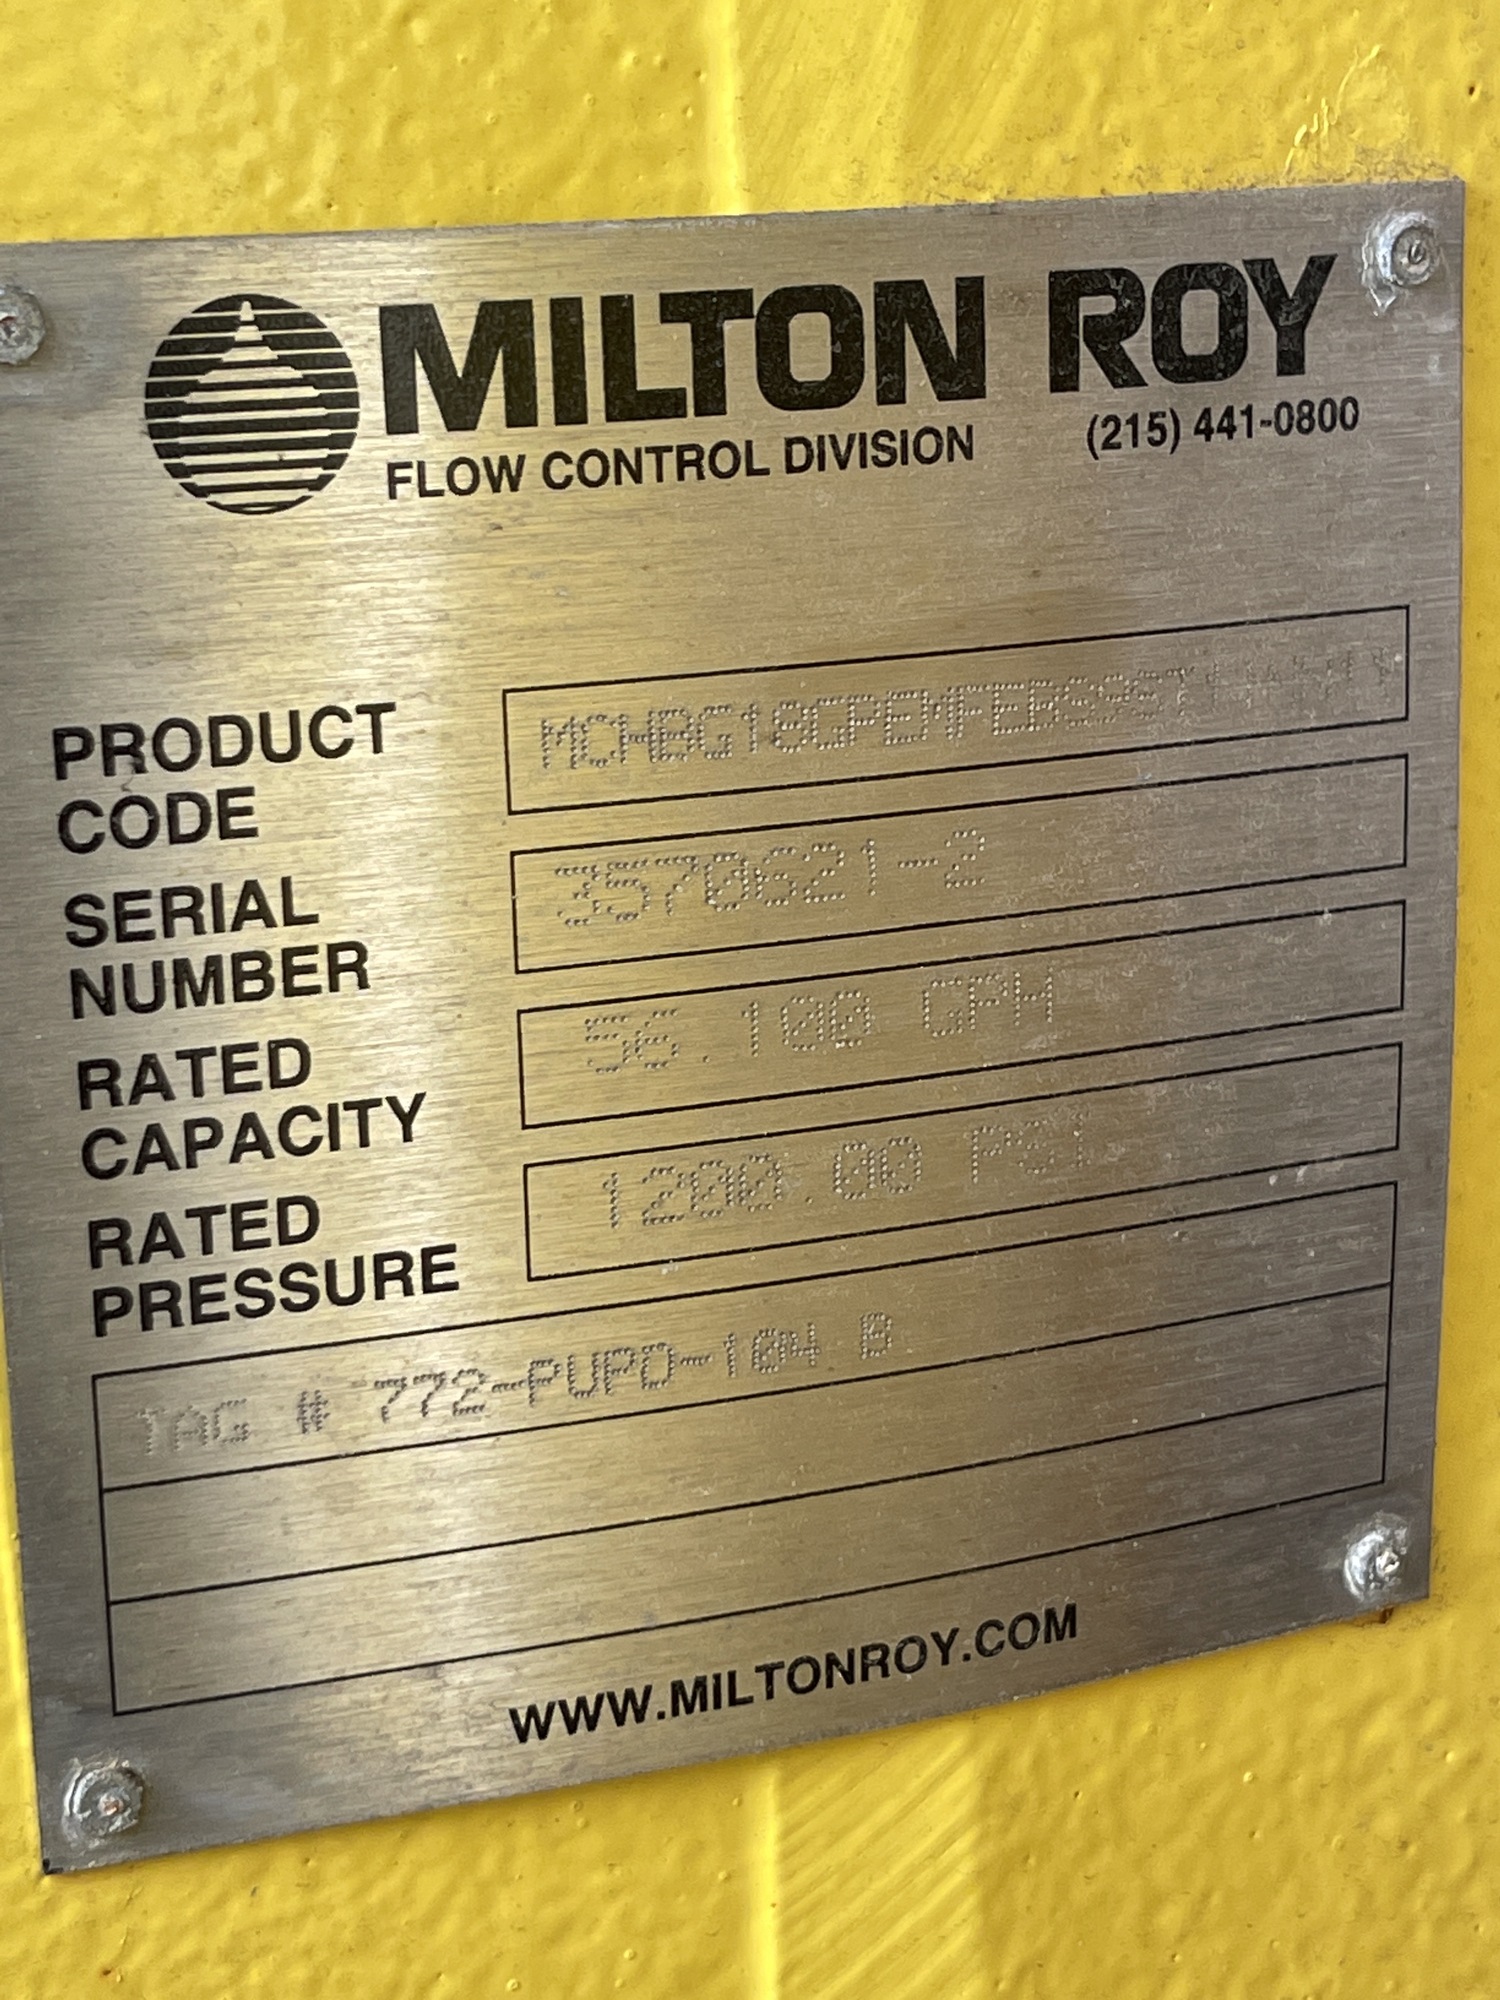 MILTON ROY
FLOW CONTROL DIVISION (215) 441-0800
PRODUCT
CODE
SERIAL
NUMBER 3570621-2
RATED
CAPACITY 56.100 GPH
RATED
PRESSURE 1200.00 PSI
TAG # 772-PUPD-104 B
WWW.MILTONROY.COM